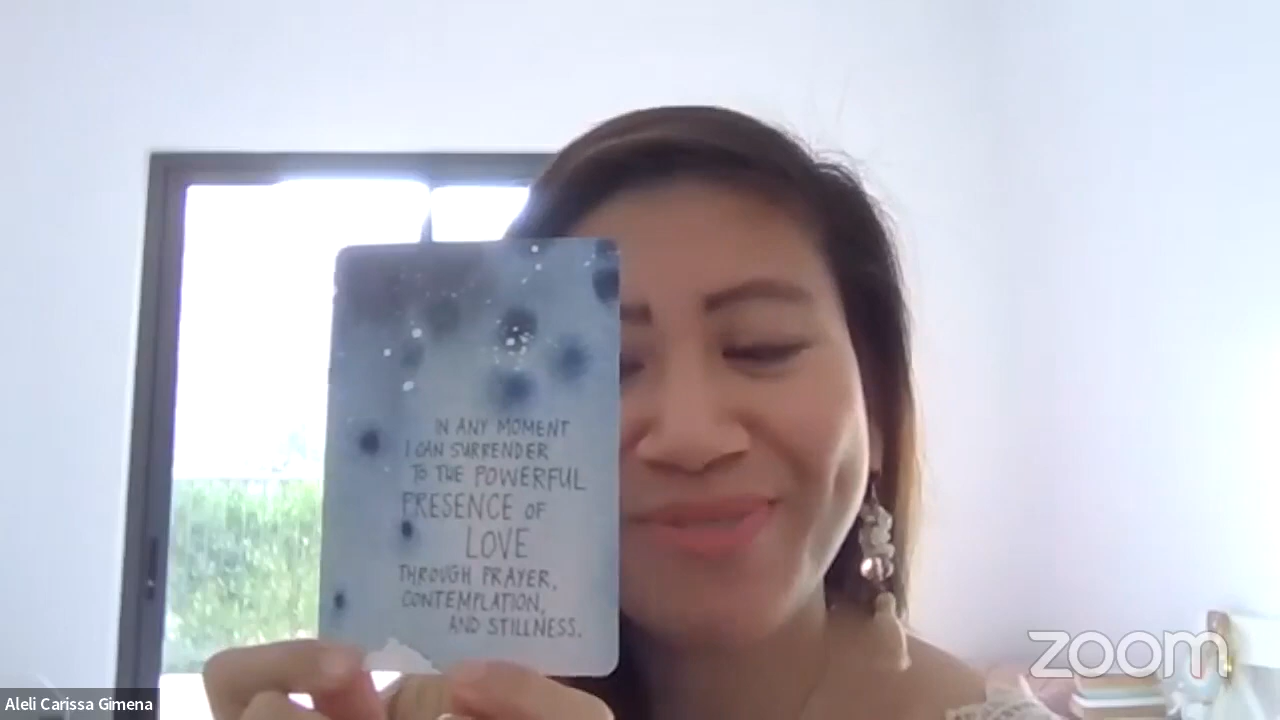 IN ANY MOMENT
I CAN SURRENDER
TO THE POWERFUL
PRESENCE OF
LOVE
THROUGH PRAYER,
CONTEMPLATION,
AND STILLNESS.
zoom
Aleli Carissa Gimena